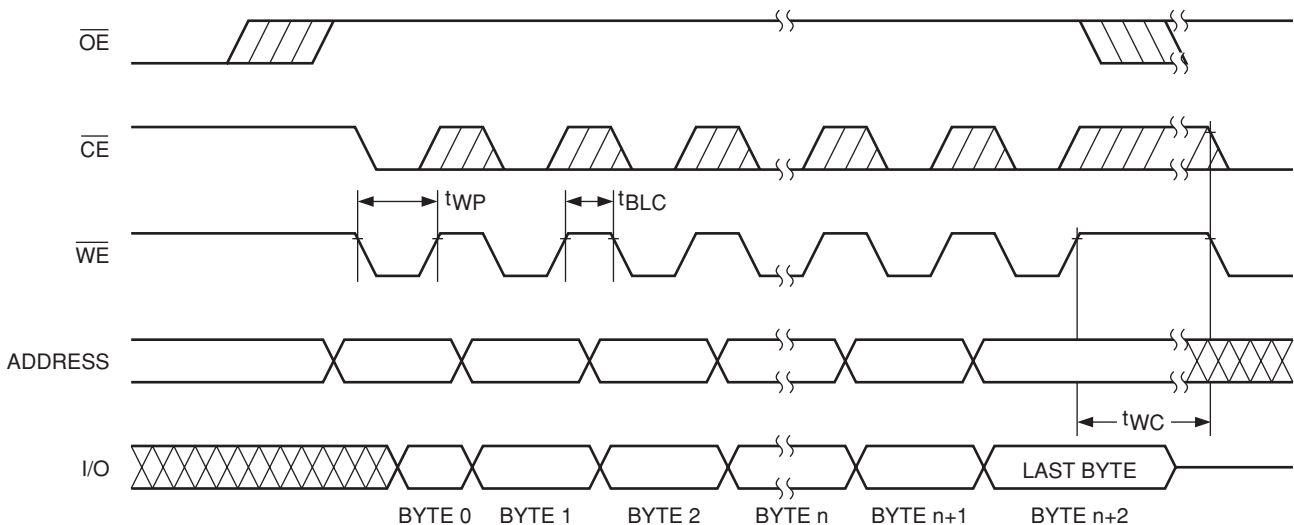 OE
CE
tWP
tBLC
WE
ADDRESS
tWC
I/O
LAST BYTE
BYTE 0 BYTE 1 BYTE 2 BYTE n BYTE n+1 BYTE n+2